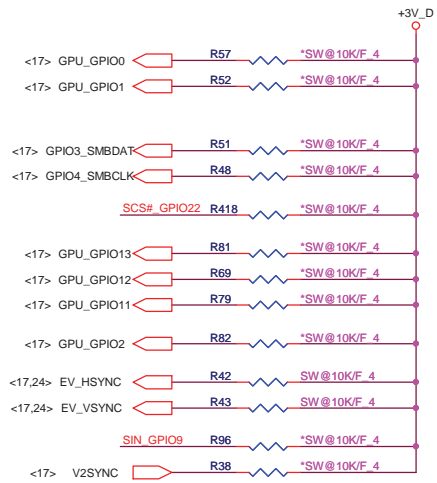 +3V_D
<17> GPU_GPIO0 R57 *SW@10K/F_4
<17> GPU_GPIO1 R52 *SW@10K/F_4
<17> GPIO3_SMBDAT R51 *SW@10K/F_4
<17> GPIO4_SMBCLK R48 *SW@10K/F_4
SCS#_GPIO22 R418 *SW@10K/F_4
<17> GPU_GPIO13 R81 *SW@10K/F_4
<17> GPU_GPIO12 R69 *SW@10K/F_4
<17> GPU_GPIO11 R79 *SW@10K/F_4
<17> GPU_GPIO2 R82 *SW@10K/F_4
<17,24> EV_HSYNC R42 SW@10K/F_4
<17,24> EV_VSYNC R43 SW@10K/F_4
SIN_GPIO9 R96 *SW@10K/F_4
<17> V2SYNC R38 *SW@10K/F_4